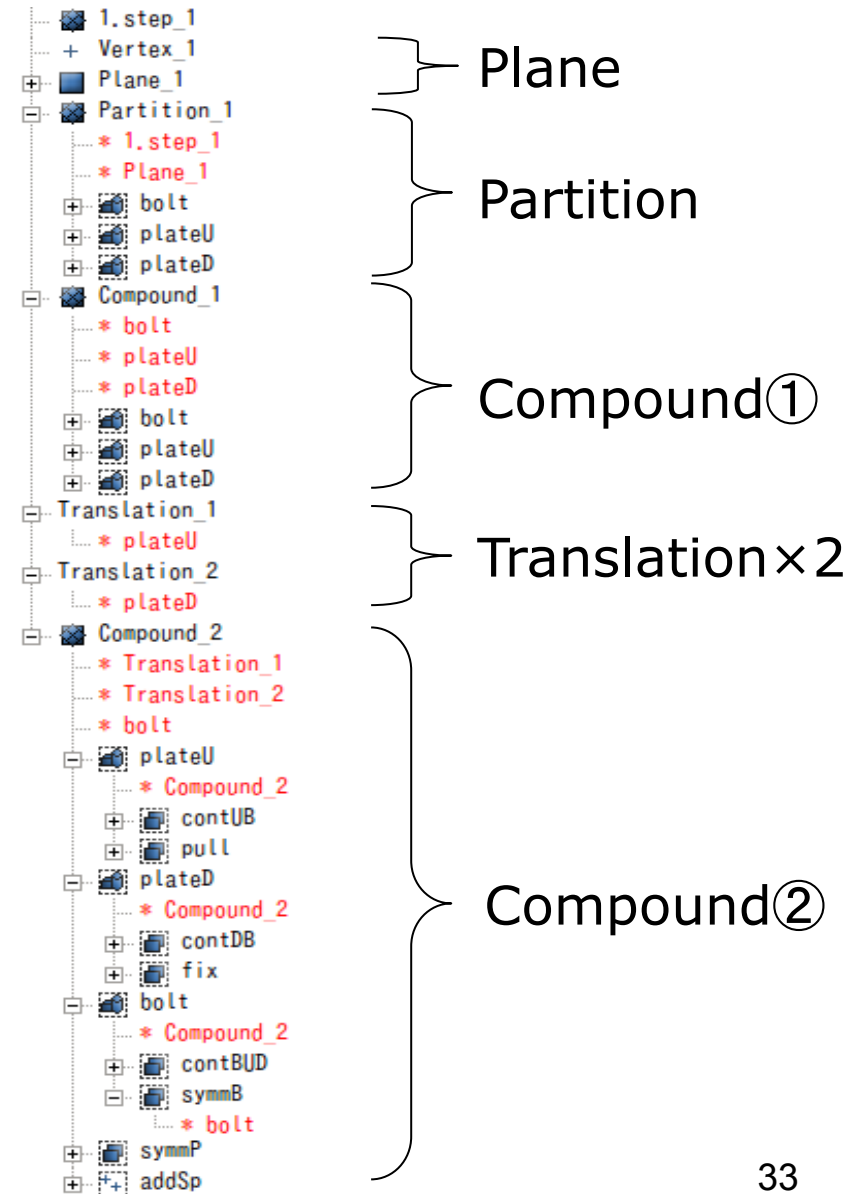 1.step_1
Vertex_1
Plane_1
Plane
Partition_1
* 1.step_1
* Plane_1
bolt
plateU
plateD
Partition
Compound_1
* bolt
* plateU
* plateD
bolt
plateU
plateD
Compound①
Translation_1
* plateU
Translation_2
* plateD
Translation×2
Compound_2
* Translation_1
* Translation_2
* bolt
plateU
* Compound_2
contUB
pull
plateD
* Compound_2
contDB
fix
bolt
* Compound_2
contBUD
symmB
* bolt
symmP
addSp
Compound②
33